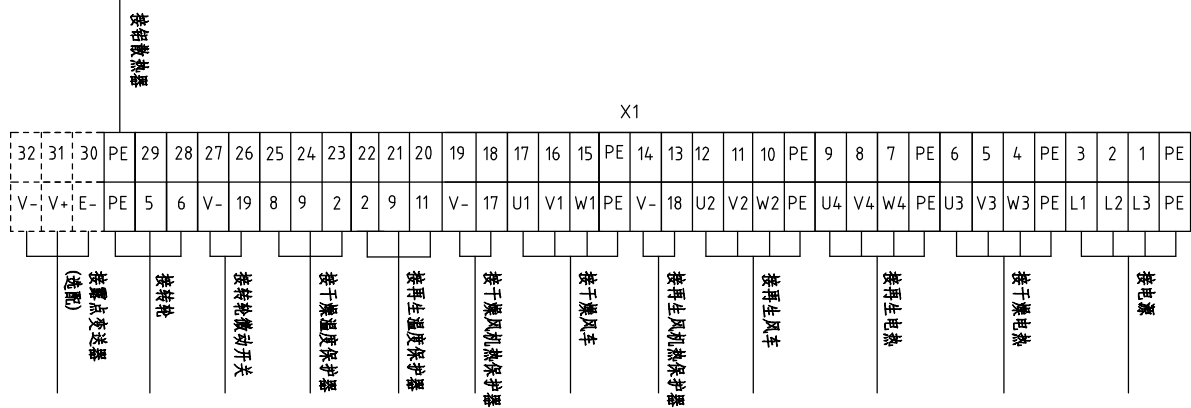 接铝散热器
X1
32 31 30 PE 29 28 27 26 25 24 23 22 21 20 19 18 17 16 15 PE 14 13 12 11 10 PE 9 8 7 PE 6 5 4 PE 3 2 1 PE
V- V+ E- PE 5 6 V- 19 8 9 2 2 9 11 V- 17 U1 V1 W1 PE V- 18 U2 V2 W2 PE U4 V4 W4 PE U3 V3 W3 PE L1 L2 L3 PE
接露点变送器
(选配)
接转轮
接转轮微动开关
接干燥温度保护器
接再生温度保护器
接干燥风机热保护器
接干燥风车
接再生风机热保护器
接再生风车
接再生电热
接干燥电热
接电源